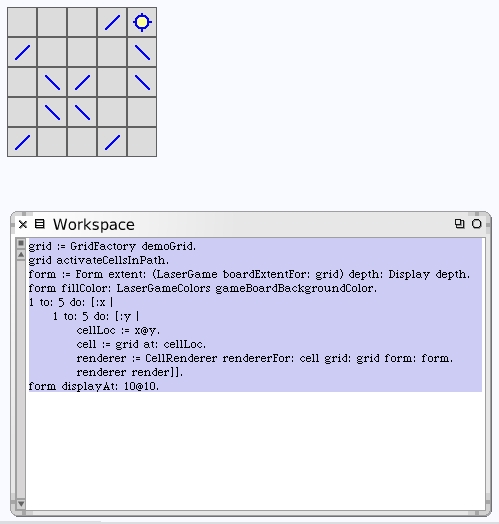 Workspace
grid := GridFactory demoGrid.
grid activateCellsInPath.
form := Form extent: (LaserGame boardExtentFor: grid) depth: Display depth.
form fillColor: LaserGameColors gameBoardBackgroundColor.
1 to: 5 do: [:x |
1 to: 5 do: [:y |
cellLoc := x@y.
cell := grid at: cellLoc.
renderer := CellRenderer rendererFor: cell grid: grid form: form.
renderer render]].
form displayAt: 10@10.